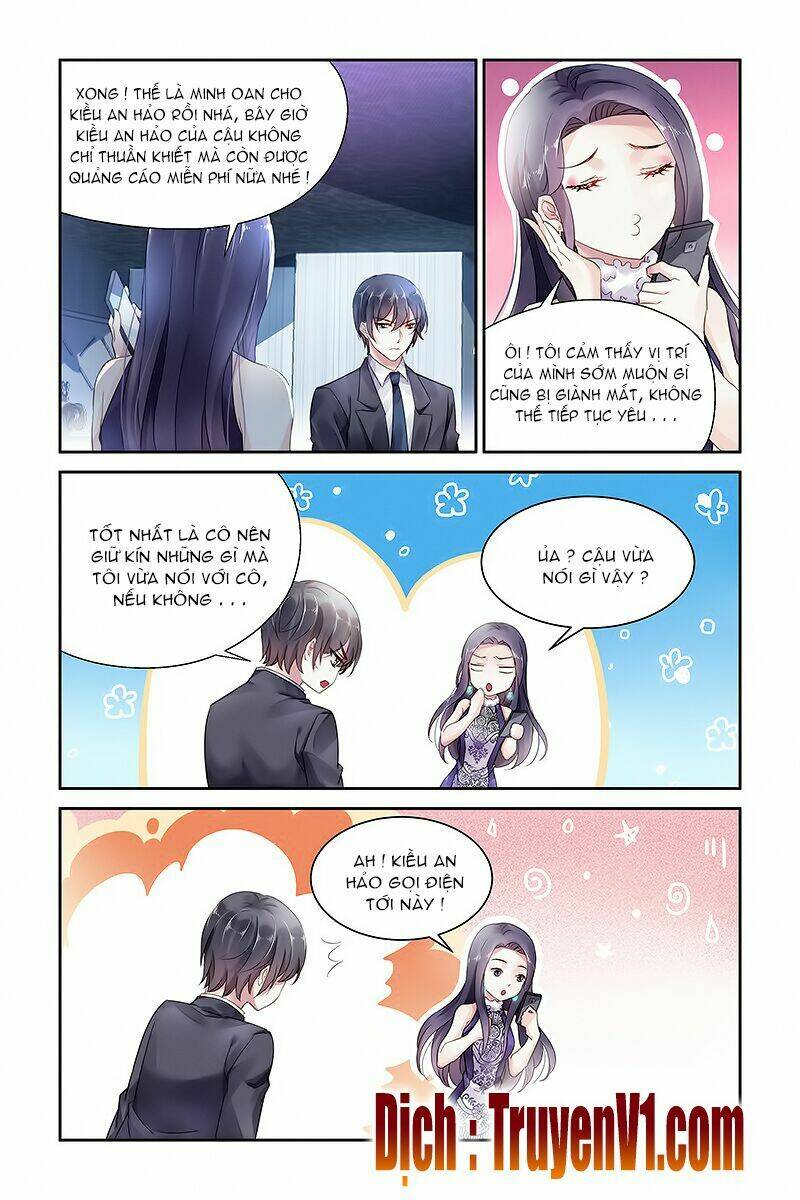 XONG ! THẾ LÀ MINH OAN CHO
KIỀU AN HẢO RỒI NHÁ, BÂY GIỜ
KIỀU AN HẢO CỦA CẬU KHÔNG
CHỈ THUẦN KHIẾT MÀ CÒN ĐƯỢC
QUẢNG CÁO MIỄN PHÍ NỮA NHÉ !
ÔI ! TÔI CẢM THẤY VỊ TRÍ
CỦA MÌNH SỚM MUỘN GÌ
CŨNG BỊ GIÀNH MẤT, KHÔNG
THỂ TIẾP TỤC YÊU . . .
TỐT NHẤT LÀ CÔ NÊN
GIỮ KÍN NHỮNG GÌ MÀ
TÔI VỪA NÓI VỚI CÔ,
NẾU KHÔNG . . .
ỦA ? CẬU VỪA
NÓI GÌ VẬY ?
AH ! KIỀU AN
HẢO GỌI ĐIỆN
TỚI NÀY !
Dịch : TruyenV1.com